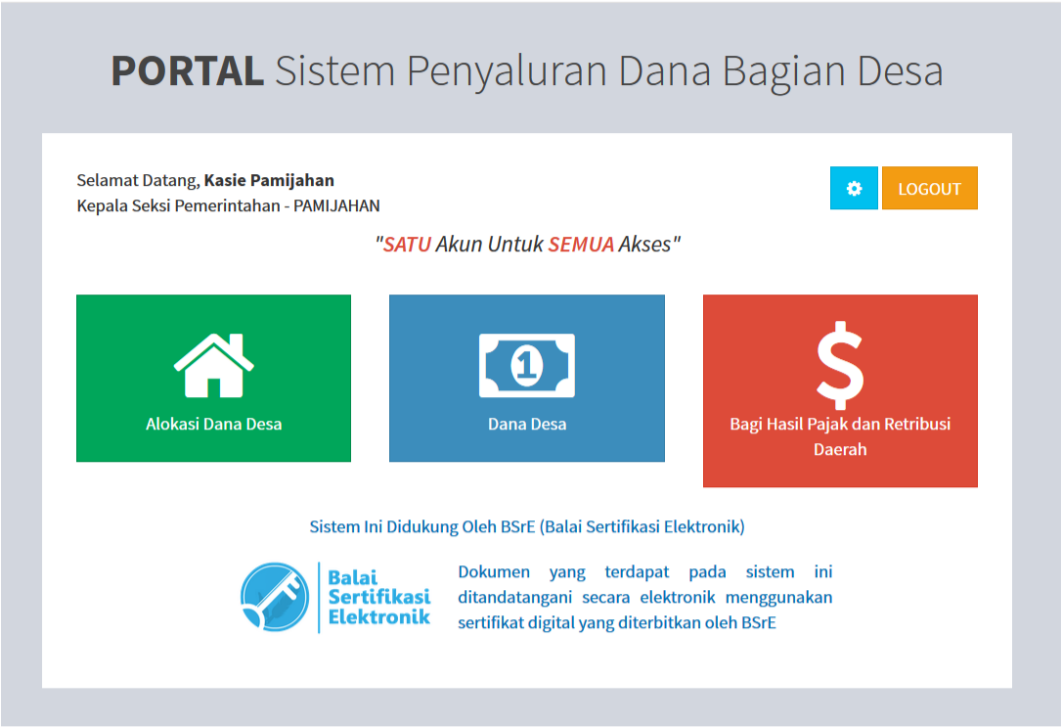 PORTAL Sistem Penyaluran Dana Bagian Desa
Selamat Datang, Kasie Pamijahan
Kepala Seksi Pemerintahan - PAMIJAHAN
LOGOUT
"SATU Akun Untuk SEMUA Akses"
1
Alokasi Dana Desa
Dana Desa
$
Bagi Hasil Pajak dan Retribusi
Daerah
Sistem Ini Didukung Oleh BSrE (Balai Sertifikasi Elektronik)
Balai
Sertifikasi
Elektronik
Dokumen yang terdapat pada sistem ini
ditandatangani secara elektronik menggunakan
sertifikat digital yang diterbitkan oleh BSrE